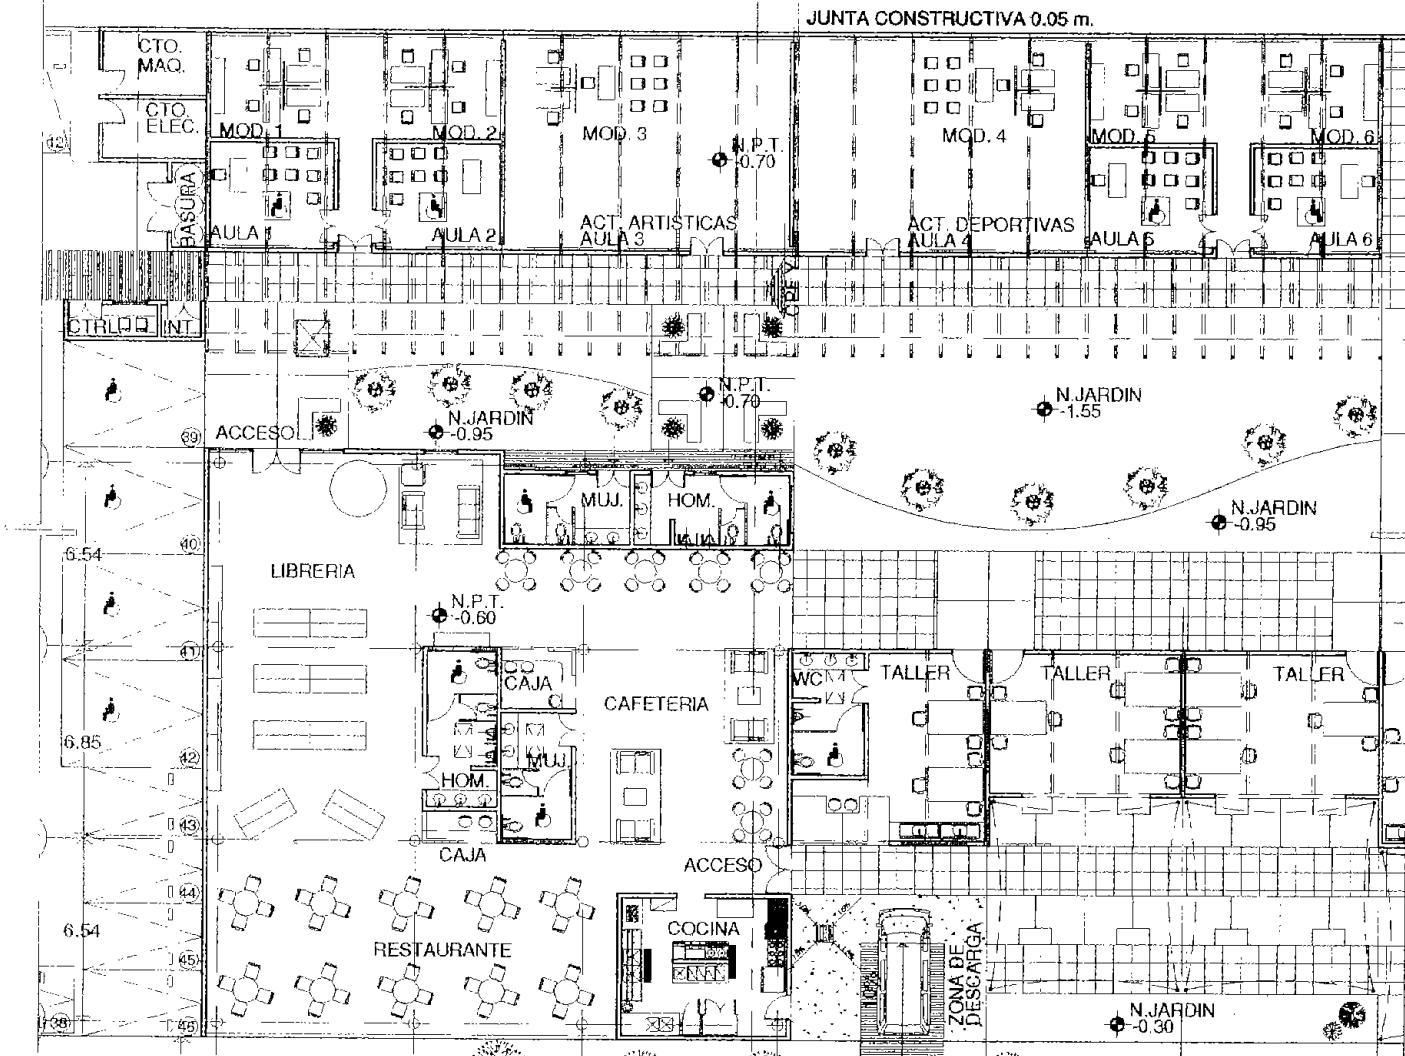 JUNTA CONSTRUCTIVA 0.05 m.
CTO.
MAQ.
CTO.
ELEC.
MOD. 1
MOD. 2
MOD. 3
MOD. 4
MOD. 5
MOD. 6
42
N.P.T.
-0.70
BASURA
AULA 1
AULA 2
ACT. ARTISTICAS
AULA 3
ACT. DEPORTIVAS
AULA 4
AULA 5
AULA 6
CTRL
INT.
N.P.T.
-0.70
N.JARDIN
-1.55
N.JARDIN
-0.95
ACCESO
39
MUJ.
HOM.
N.JARDIN
-0.95
40
6.54
LIBRERIA
N.P.T.
-0.60
41
CAJA
CAFETERIA
WC
TALLER
TALLER
TALLER
6.85
42
HOM.
MUJ.
43
CAJA
ACCESO
44
6.54
RESTAURANTE
COCINA
45
ZONA DE
DESCARGA
N.JARDIN
-0.30
38
46